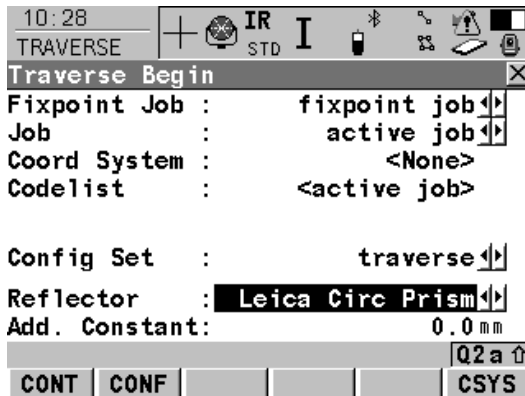 10:28
TRAVERSE
IR
STD
I
Traverse Begin
Fixpoint Job : fixpoint job
Job : active job
Coord System : <None>
Codelist : <active job>
Config Set : traverse
Reflector : Leica Circ Prism
Add. Constant: 0.0 mm
Q2 a ⇧
CONT CONF CSYS